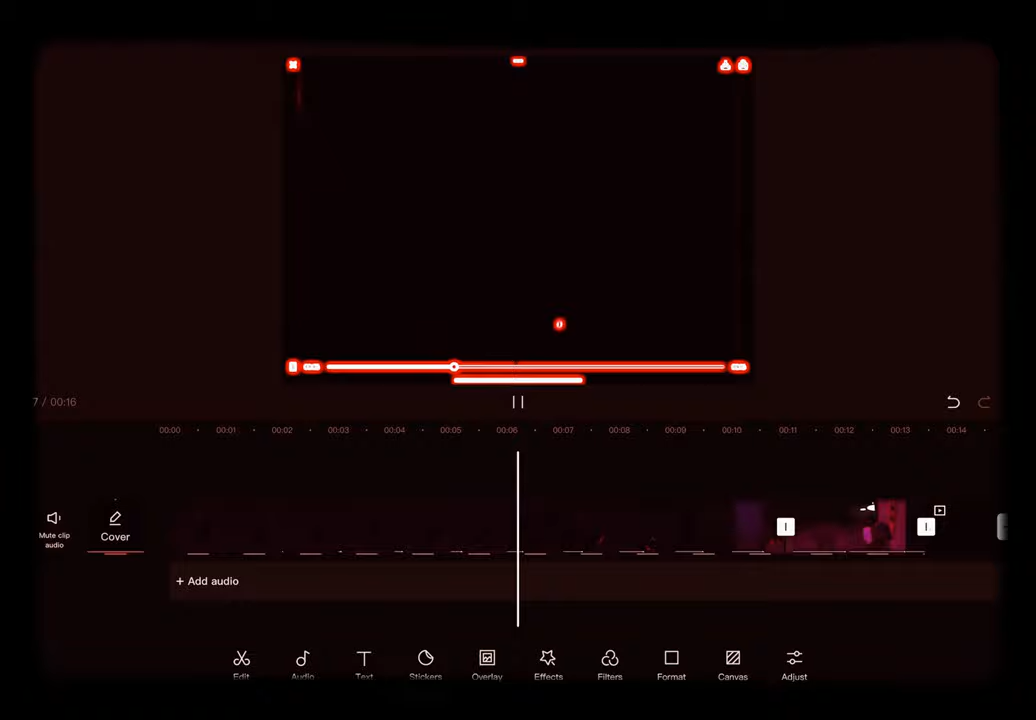 7 / 00:16
00:00 00:01 00:02 00:03 00:04 00:05 00:06 00:07 00:08 00:09 00:10 00:11 00:12 00:13 00:14
Mute clip
audio
Cover
+ Add audio
Edit Audio Text Stickers Overlay Effects Filters Format Canvas Adjust